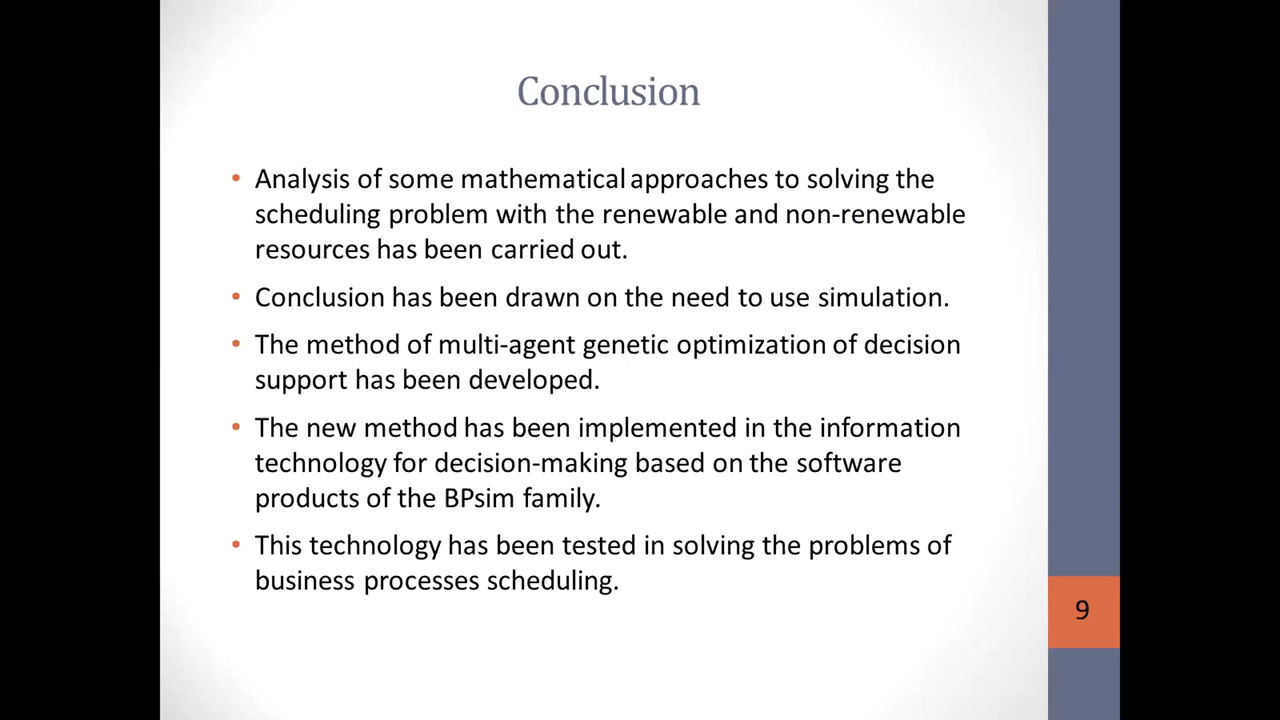 Conclusion
• Analysis of some mathematical approaches to solving the
scheduling problem with the renewable and non-renewable
resources has been carried out.
• Conclusion has been drawn on the need to use simulation.
• The method of multi-agent genetic optimization of decision
support has been developed.
• The new method has been implemented in the information
technology for decision-making based on the software
products of the BPsim family.
• This technology has been tested in solving the problems of
business processes scheduling.
9